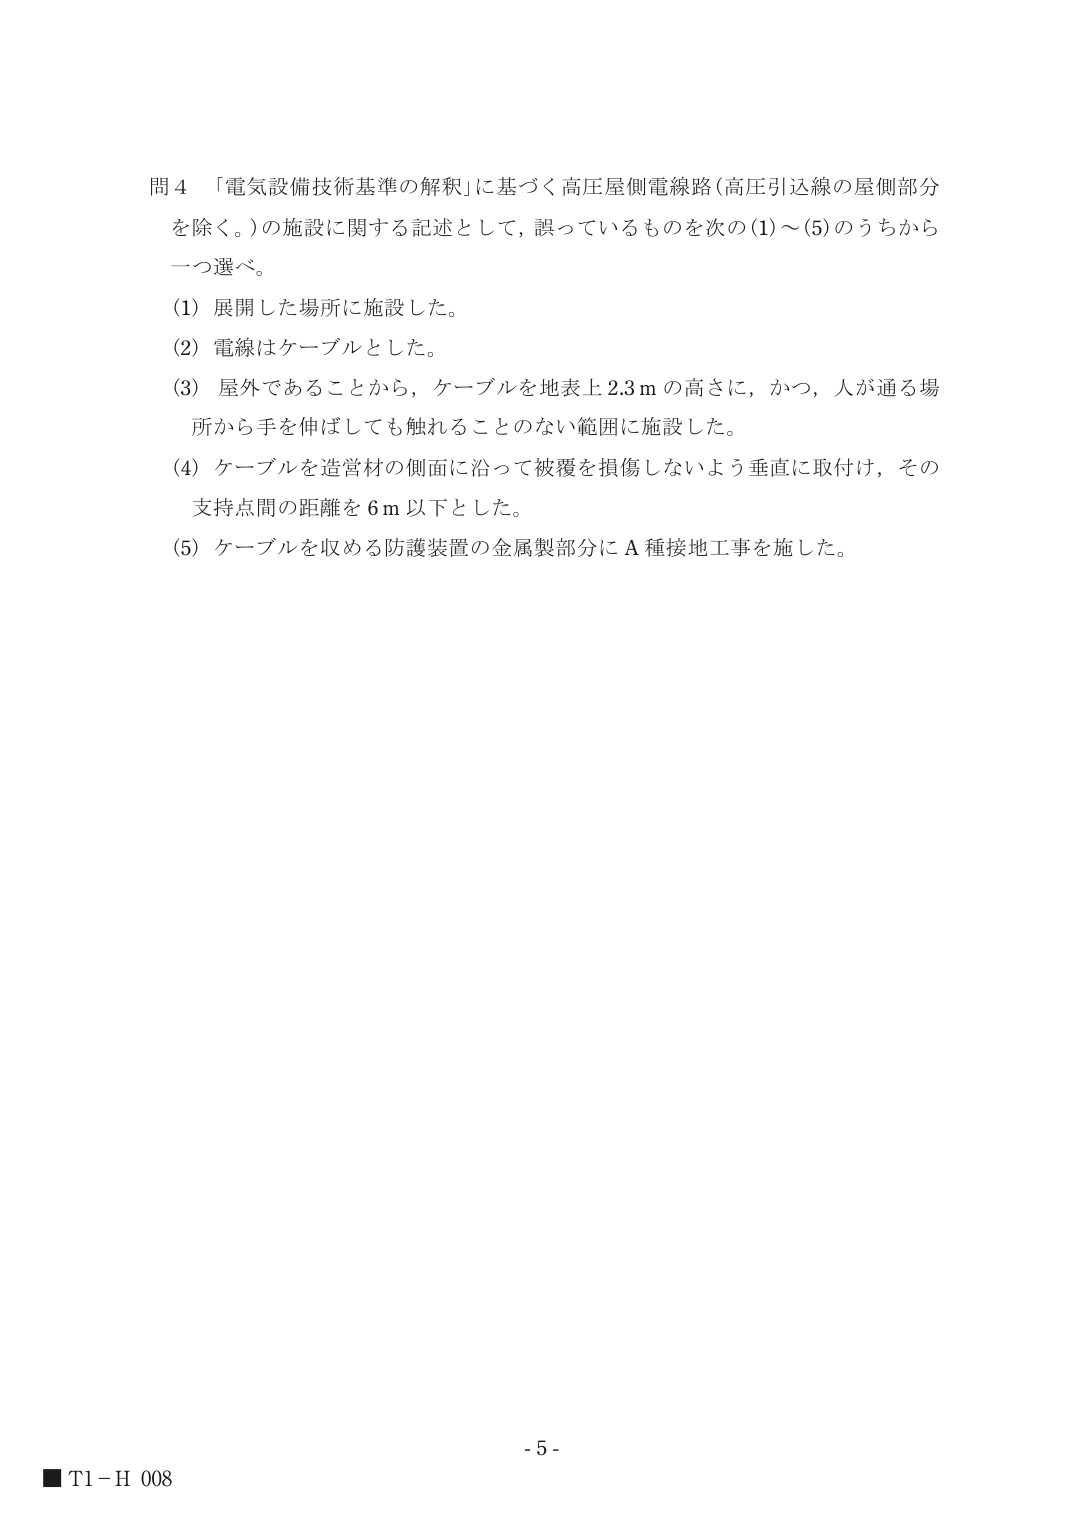 問4　「電気設備技術基準の解釈」に基づく高圧屋側電線路(高圧引込線の屋側部分
を除く。)の施設に関する記述として，誤っているものを次の(1)～(5)のうちから
一つ選べ。
(1)　展開した場所に施設した。
(2)　電線はケーブルとした。
(3)　屋外であることから，ケーブルを地表上 2.3 m の高さに，かつ，人が通る場
所から手を伸ばしても触れることのない範囲に施設した。
(4)　ケーブルを造営材の側面に沿って被覆を損傷しないよう垂直に取付け，その
支持点間の距離を 6 m 以下とした。
(5)　ケーブルを収める防護装置の金属製部分に A 種接地工事を施した。
- 5 -
■ T1－H 008